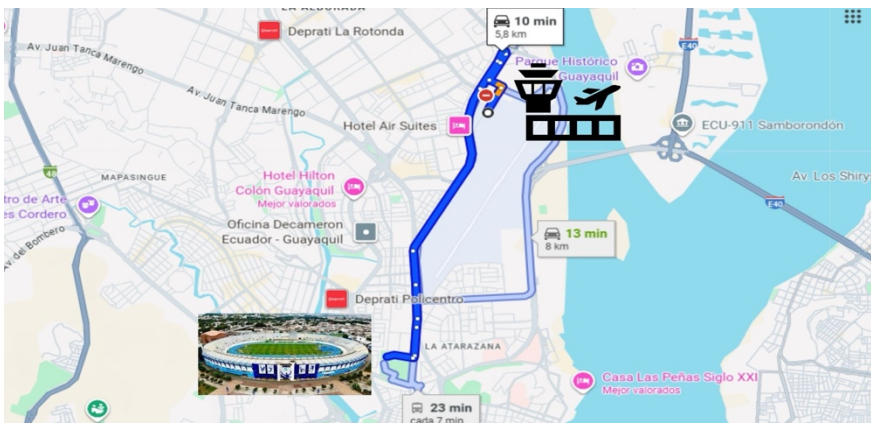 LA ALBORADA
Deprati La Rotonda
10 min
5,8 km
E40
Av. Juan Tanca Marengo
Parque Histórico
Guayaquil
Av. Juan Tanca Marengo
Hotel Air Suites
ECU-911 Samborondón
48
MAPASINGUE
Hotel Hilton
Colón Guayaquil
Mejor valorados
Av. Los Shiry
E40
tro de Arte
es Cordero
Av. del Bombero
Oficina Decameron
Ecuador - Guayaquil
13 min
8 km
Deprati Policentro
LA ATARAZANA
Casa Las Peñas Siglo XXI
Mejor valorados
23 min
cada 7 min